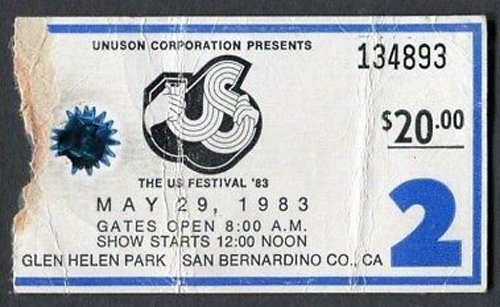 UNUSON CORPORATION PRESENTS
134893
US
$20.00
THE US FESTIVAL '83
MAY 29, 1983
GATES OPEN 8:00 A.M.
SHOW STARTS 12:00 NOON
2
GLEN HELEN PARK SAN BERNARDINO CO., CA